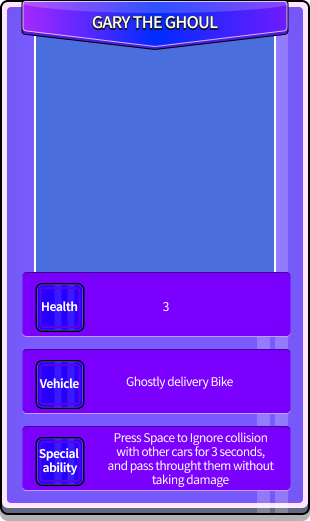 GARY THE GHOUL
Health
3
Vehicle
Ghostly delivery Bike
Special
ability
Press Space to Ignore collision
with other cars for 3 seconds,
and pass throught them without
taking damage